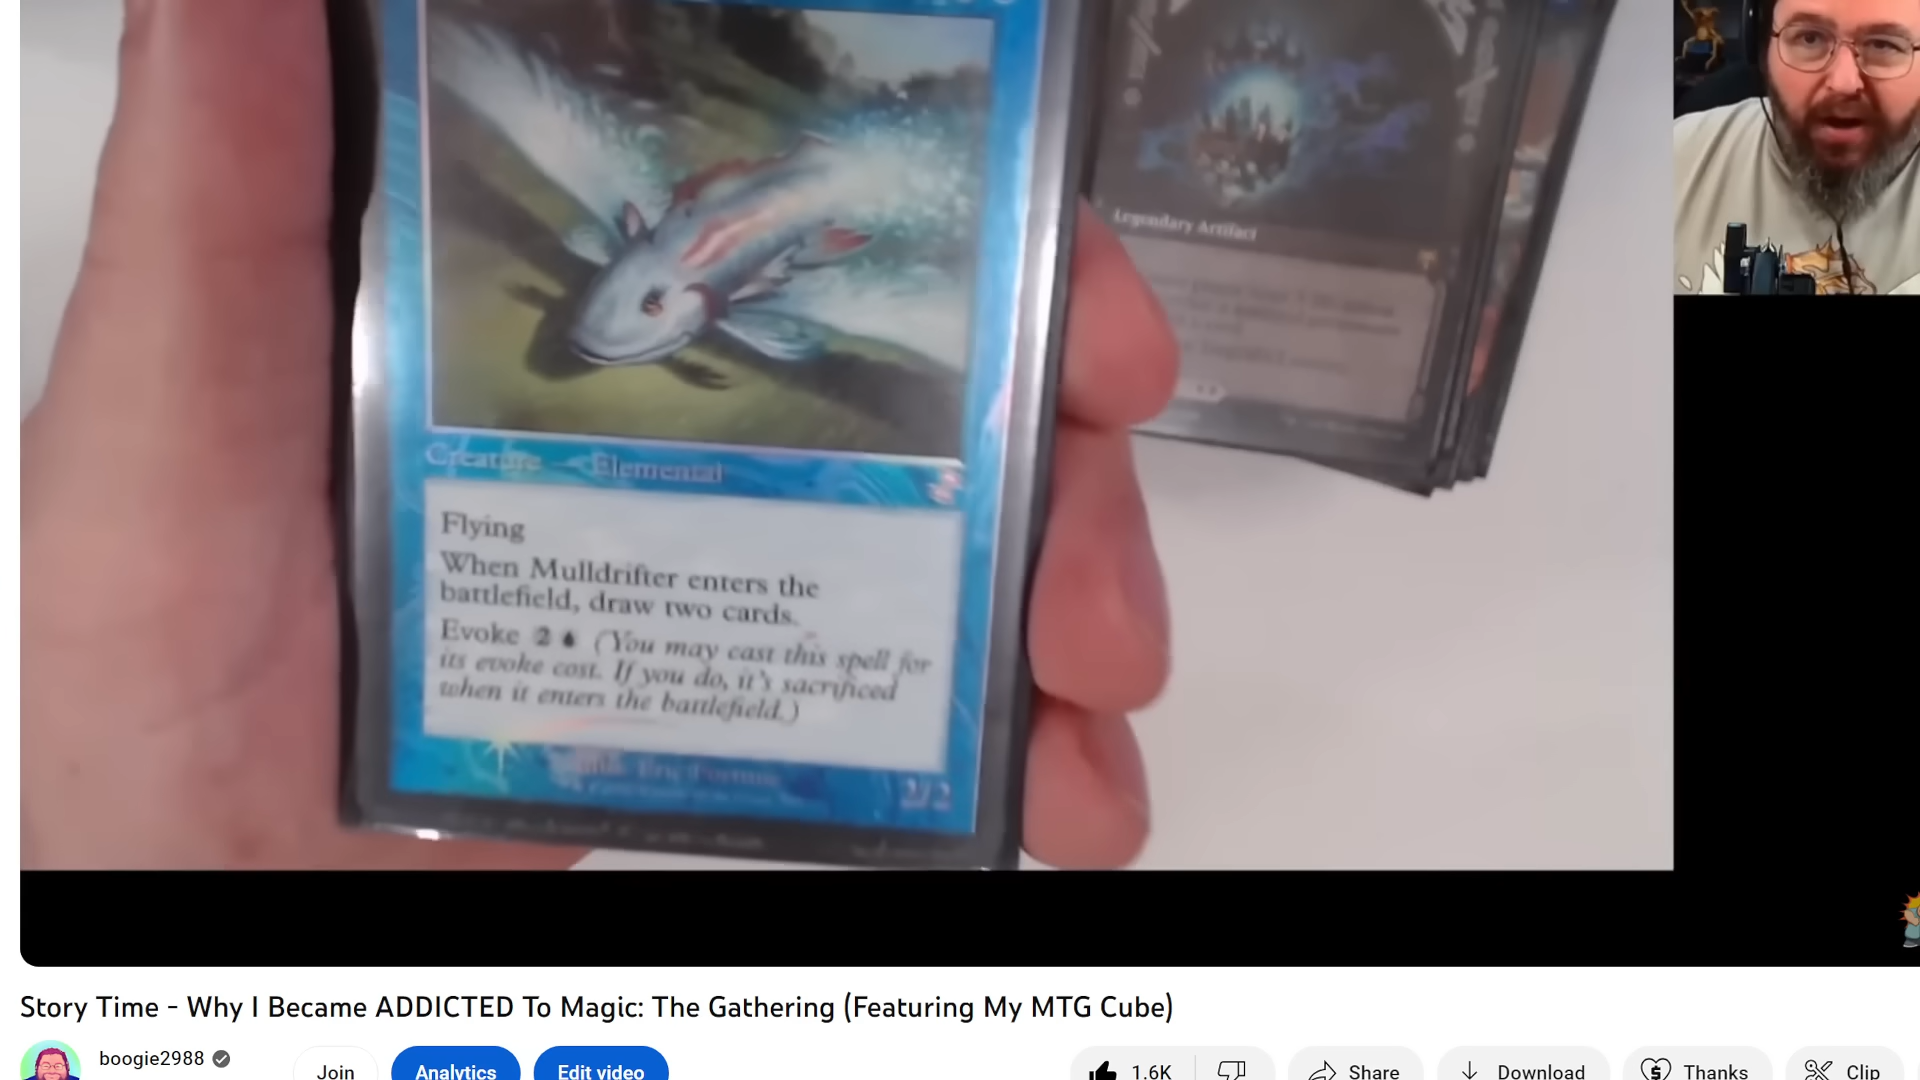 Legendary Artifact
Creature — Elemental
Flying
When Mulldrifter enters the
battlefield, draw two cards.
Evoke 2 (You may cast this spell for
its evoke cost. If you do, it's sacrificed
when it enters the battlefield.)
2/2
Story Time - Why I Became ADDICTED To Magic: The Gathering (Featuring My MTG Cube)
boogie2988
Join
Analytics
Edit video
1.6K
Share
Download
Thanks
Clip